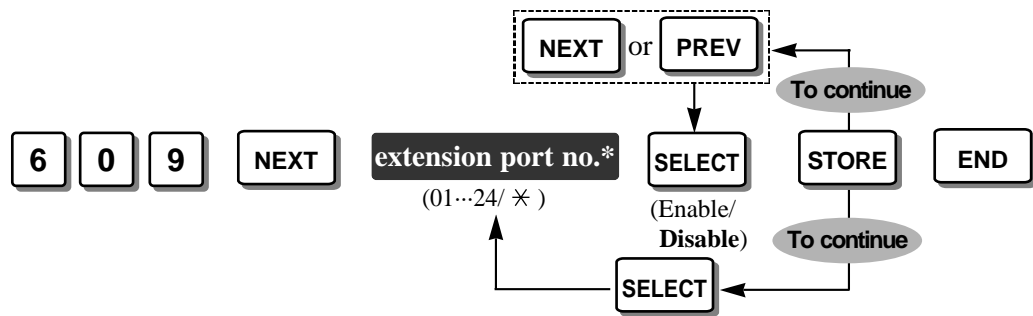 NEXT or PREV
To continue
6 0 9 NEXT extension port no.* SELECT STORE END
(01···24/ ✳ )
(Enable/
Disable)
To continue
SELECT